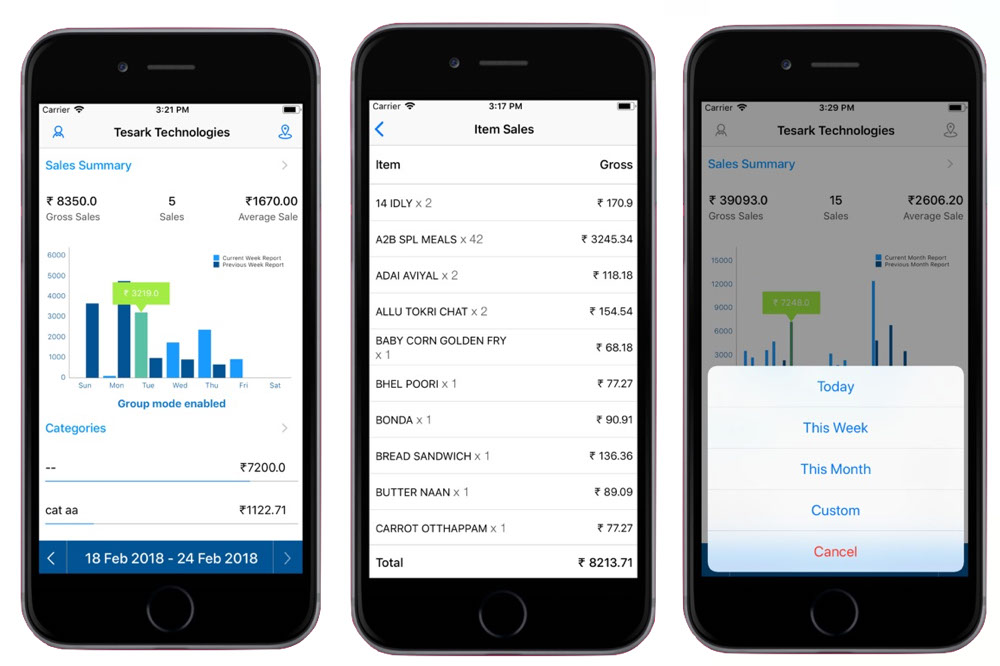 Carrier 3:21 PM
Tesark Technologies
Sales Summary
₹ 8350.0 5 ₹1670.00
Gross Sales Sales Average Sale
6000
Current Week Report
Previous Week Report
5000
4000
₹ 3219.0
3000
2000
1000
0
Sun Mon Tue Wed Thu Fri Sat
Group mode enabled
Categories
-- ₹7200.0
cat aa ₹1122.71
18 Feb 2018 - 24 Feb 2018
Carrier 3:17 PM
Item Sales
Item Gross
14 IDLY x 2 ₹ 170.9
A2B SPL MEALS x 42 ₹ 3245.34
ADAI AVIYAL x 2 ₹ 118.18
ALLU TOKRI CHAT x 2 ₹ 154.54
BABY CORN GOLDEN FRY
x 1 ₹ 68.18
BHEL POORI x 1 ₹ 77.27
BONDA x 1 ₹ 90.91
BREAD SANDWICH x 1 ₹ 136.36
BUTTER NAAN x 1 ₹ 89.09
CARROT OTTHAPPAM x 1 ₹ 77.27
Total ₹ 8213.71
Carrier 3:29 PM
Tesark Technologies
Sales Summary
₹ 39093.0 15 ₹2606.20
Gross Sales Sales Average Sale
15000
Current Month Report
Previous Month Report
12000
₹ 7248.0
9000
6000
3000
Today
This Week
This Month
Custom
Cancel